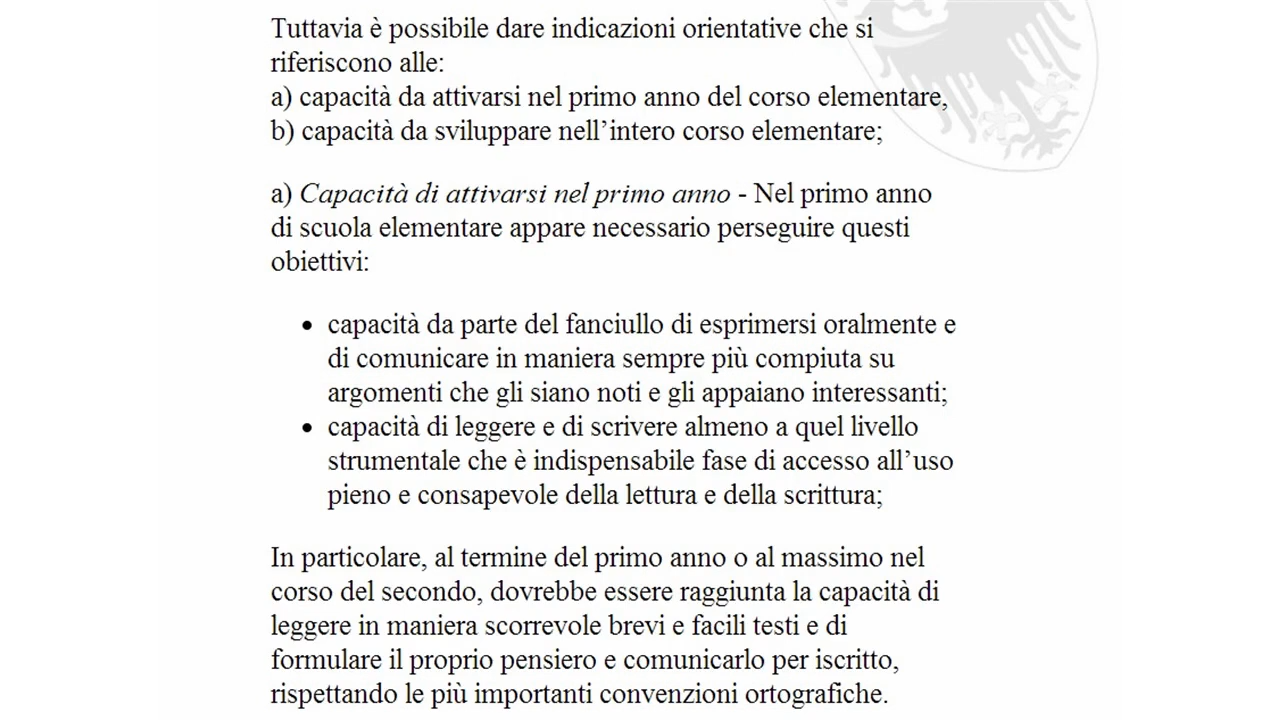 Tuttavia è possibile dare indicazioni orientative che si
riferiscono alle:
a) capacità da attivarsi nel primo anno del corso elementare,
b) capacità da sviluppare nell’intero corso elementare;
a) Capacità di attivarsi nel primo anno - Nel primo anno
di scuola elementare appare necessario perseguire questi
obiettivi:
• capacità da parte del fanciullo di esprimersi oralmente e
di comunicare in maniera sempre più compiuta su
argomenti che gli siano noti e gli appaiano interessanti;
• capacità di leggere e di scrivere almeno a quel livello
strumentale che è indispensabile fase di accesso all’uso
pieno e consapevole della lettura e della scrittura;
In particolare, al termine del primo anno o al massimo nel
corso del secondo, dovrebbe essere raggiunta la capacità di
leggere in maniera scorrevole brevi e facili testi e di
formulare il proprio pensiero e comunicarlo per iscritto,
rispettando le più importanti convenzioni ortografiche.